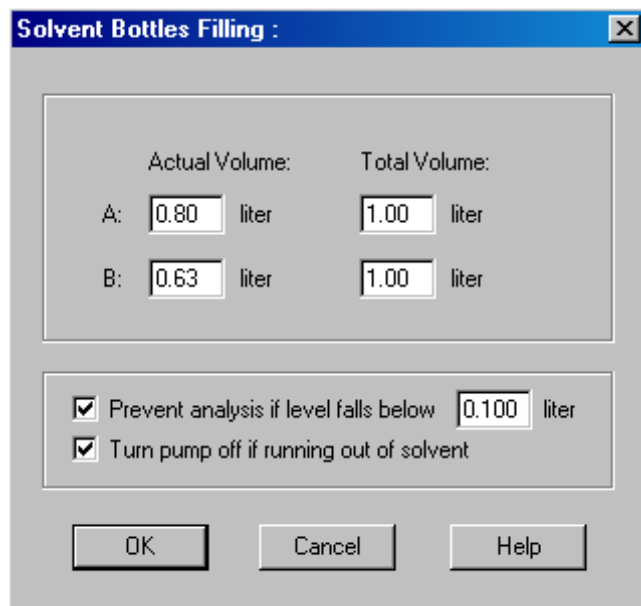 Solvent Bottles Filling :
Actual Volume: Total Volume:
A: 0.80 liter 1.00 liter
B: 0.63 liter 1.00 liter
Prevent analysis if level falls below 0.100 liter
Turn pump off if running out of solvent
OK Cancel Help